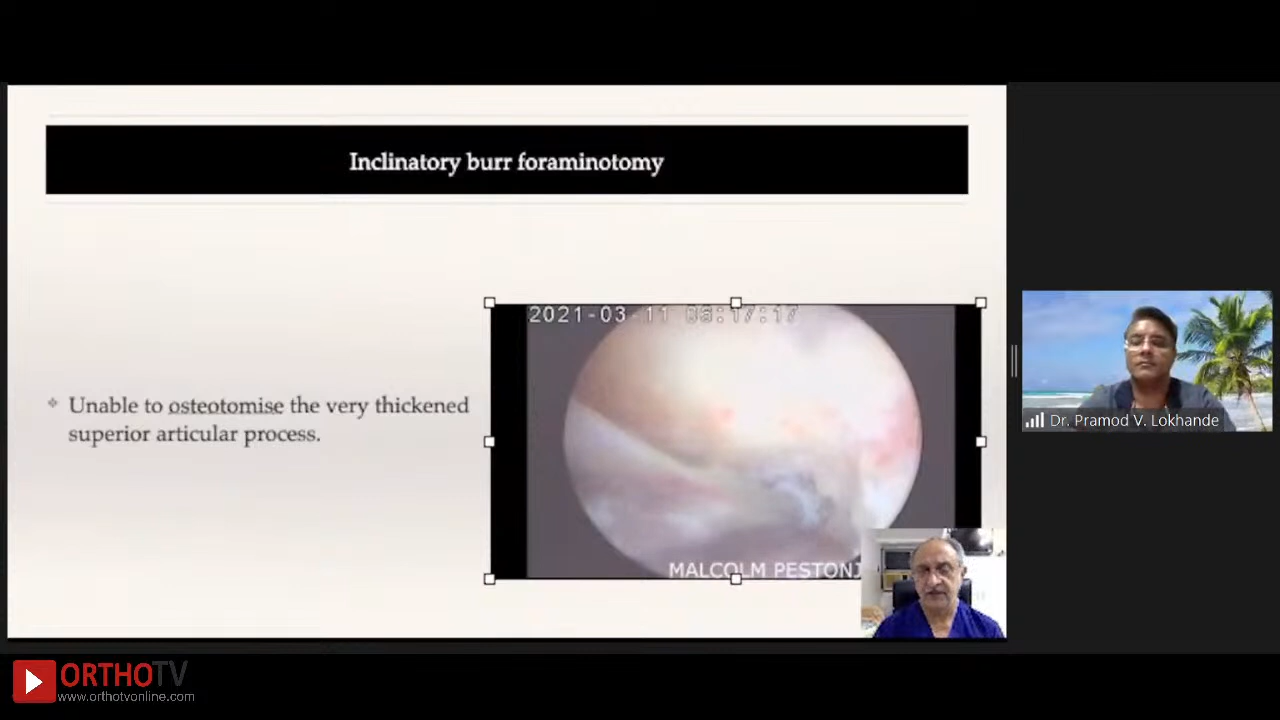 Inclinatory burr foraminotomy
Unable to osteotomise the very thickened
superior articular process.
2021-03-11
MALCOLM PESTONJ
Dr. Pramod V. Lokhande
ORTHOTV
www.orthotvonline.com